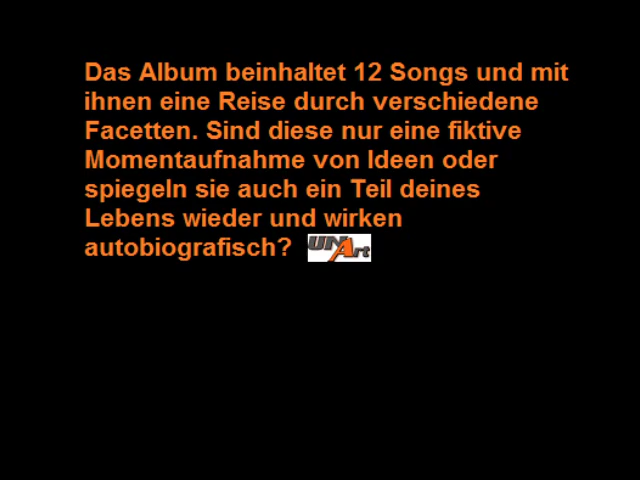 Das Album beinhaltet 12 Songs und mit
ihnen eine Reise durch verschiedene
Facetten. Sind diese nur eine fiktive
Momentaufnahme von Ideen oder
spiegeln sie auch ein Teil deines
Lebens wieder und wirken
autobiografisch? UNArt